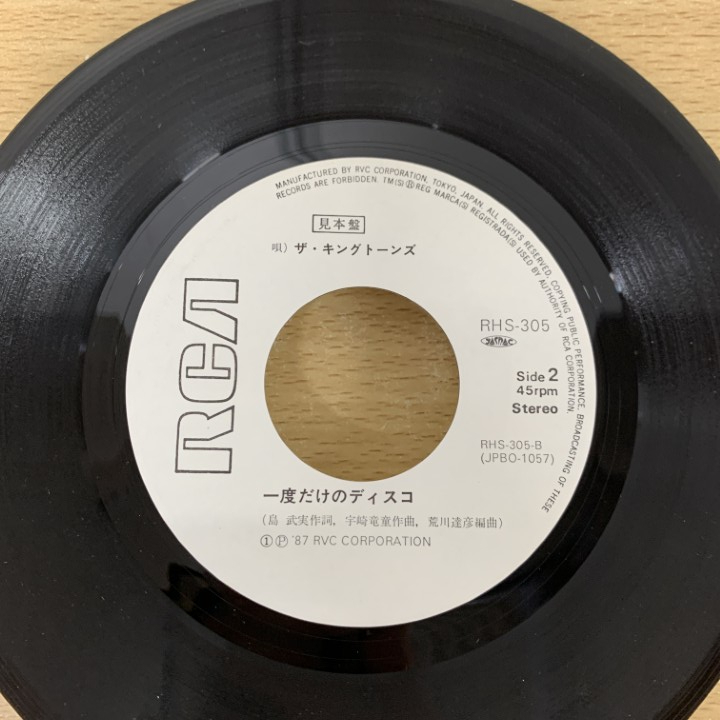 MANUFACTURED BY RVC CORPORATION, TOKYO, JAPAN. ALL RIGHTS RESERVED, COPYING PUBLIC PERFORMANCE, BROADCASTING OF THESE
RECORDS ARE FORBIDDEN. TM(S)®REG MARCA(S) REGISTRADA(S) USED BY AUTHORITY OF RCA CORPORATION.
見本盤
唄) ザ・キングトーンズ
RCA
RHS-305
JASRAC
Side 2
45rpm
Stereo
RHS-305-B
(JPBO-1057)
一度だけのディスコ
(島 武実作詞, 宇崎竜童作曲, 荒川達彦編曲)
①Ⓟ '87 RVC CORPORATION